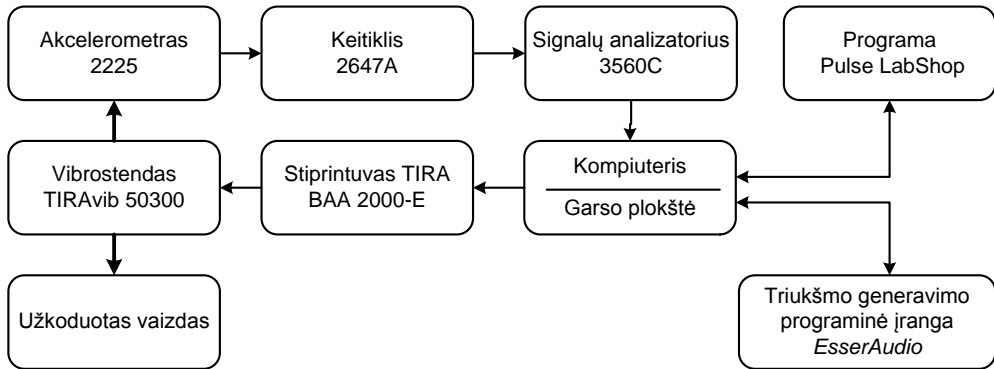 Akcelerometras
2225
Keitiklis
2647A
Signalų analizatorius
3560C
Programa
Pulse LabShop
Vibrostendas
TIRAvib 50300
Stiprintuvas TIRA
BAA 2000-E
Kompiuteris
Garso plokštė
Užkoduotas vaizdas
Triukšmo generavimo
programinė įranga
EsserAudio